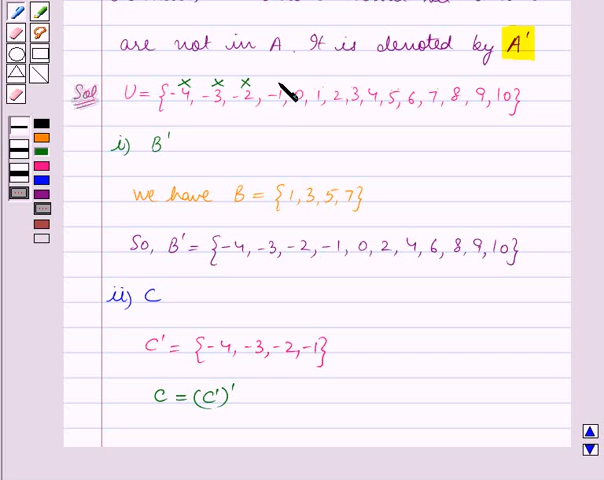 are not in A. It is denoted by A'
Sol U = {-4, -3, -2, -1, 0, 1, 2, 3, 4, 5, 6, 7, 8, 9, 10}
i) B'
we have B = {1, 3, 5, 7}
So, B' = {-4, -3, -2, -1, 0, 2, 4, 6, 8, 9, 10}
ii) C
C' = {-4, -3, -2, -1}
C = (C')'